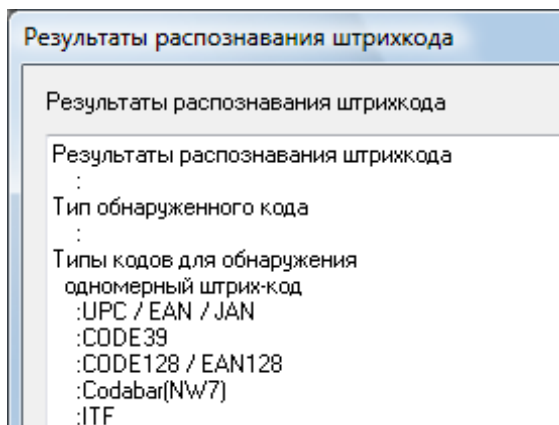 Результаты распознавания штрихкода
Результаты распознавания штрихкода
Результаты распознавания штрихкода
:
Тип обнаруженного кода
:
Типы кодов для обнаружения
одномерный штрих-код
:UPC / EAN / JAN
:CODE39
:CODE128 / EAN128
:Codabar(NW7)
:ITF